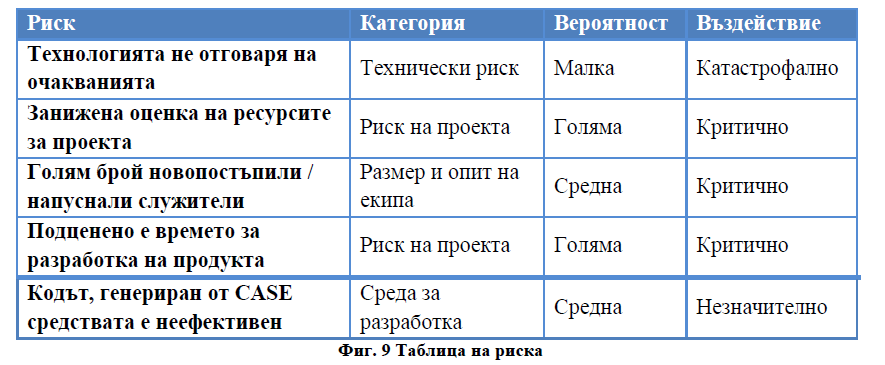 Риск Категория Вероятност Въздействие
Технологията не отговаря на
очакванията
Технически риск Малка Катастрофално
Занижена оценка на ресурсите
за проекта
Риск на проекта Голяма Критично
Голям брой новопостъпили /
напуснали служители
Размер и опит на
екипа
Средна Критично
Подценено е времето за
разработка на продукта
Риск на проекта Голяма Критично
Кодът, генериран от CASE
средствата е неефективен
Среда за
разработка
Средна Незначително
Фиг. 9 Таблица на риска